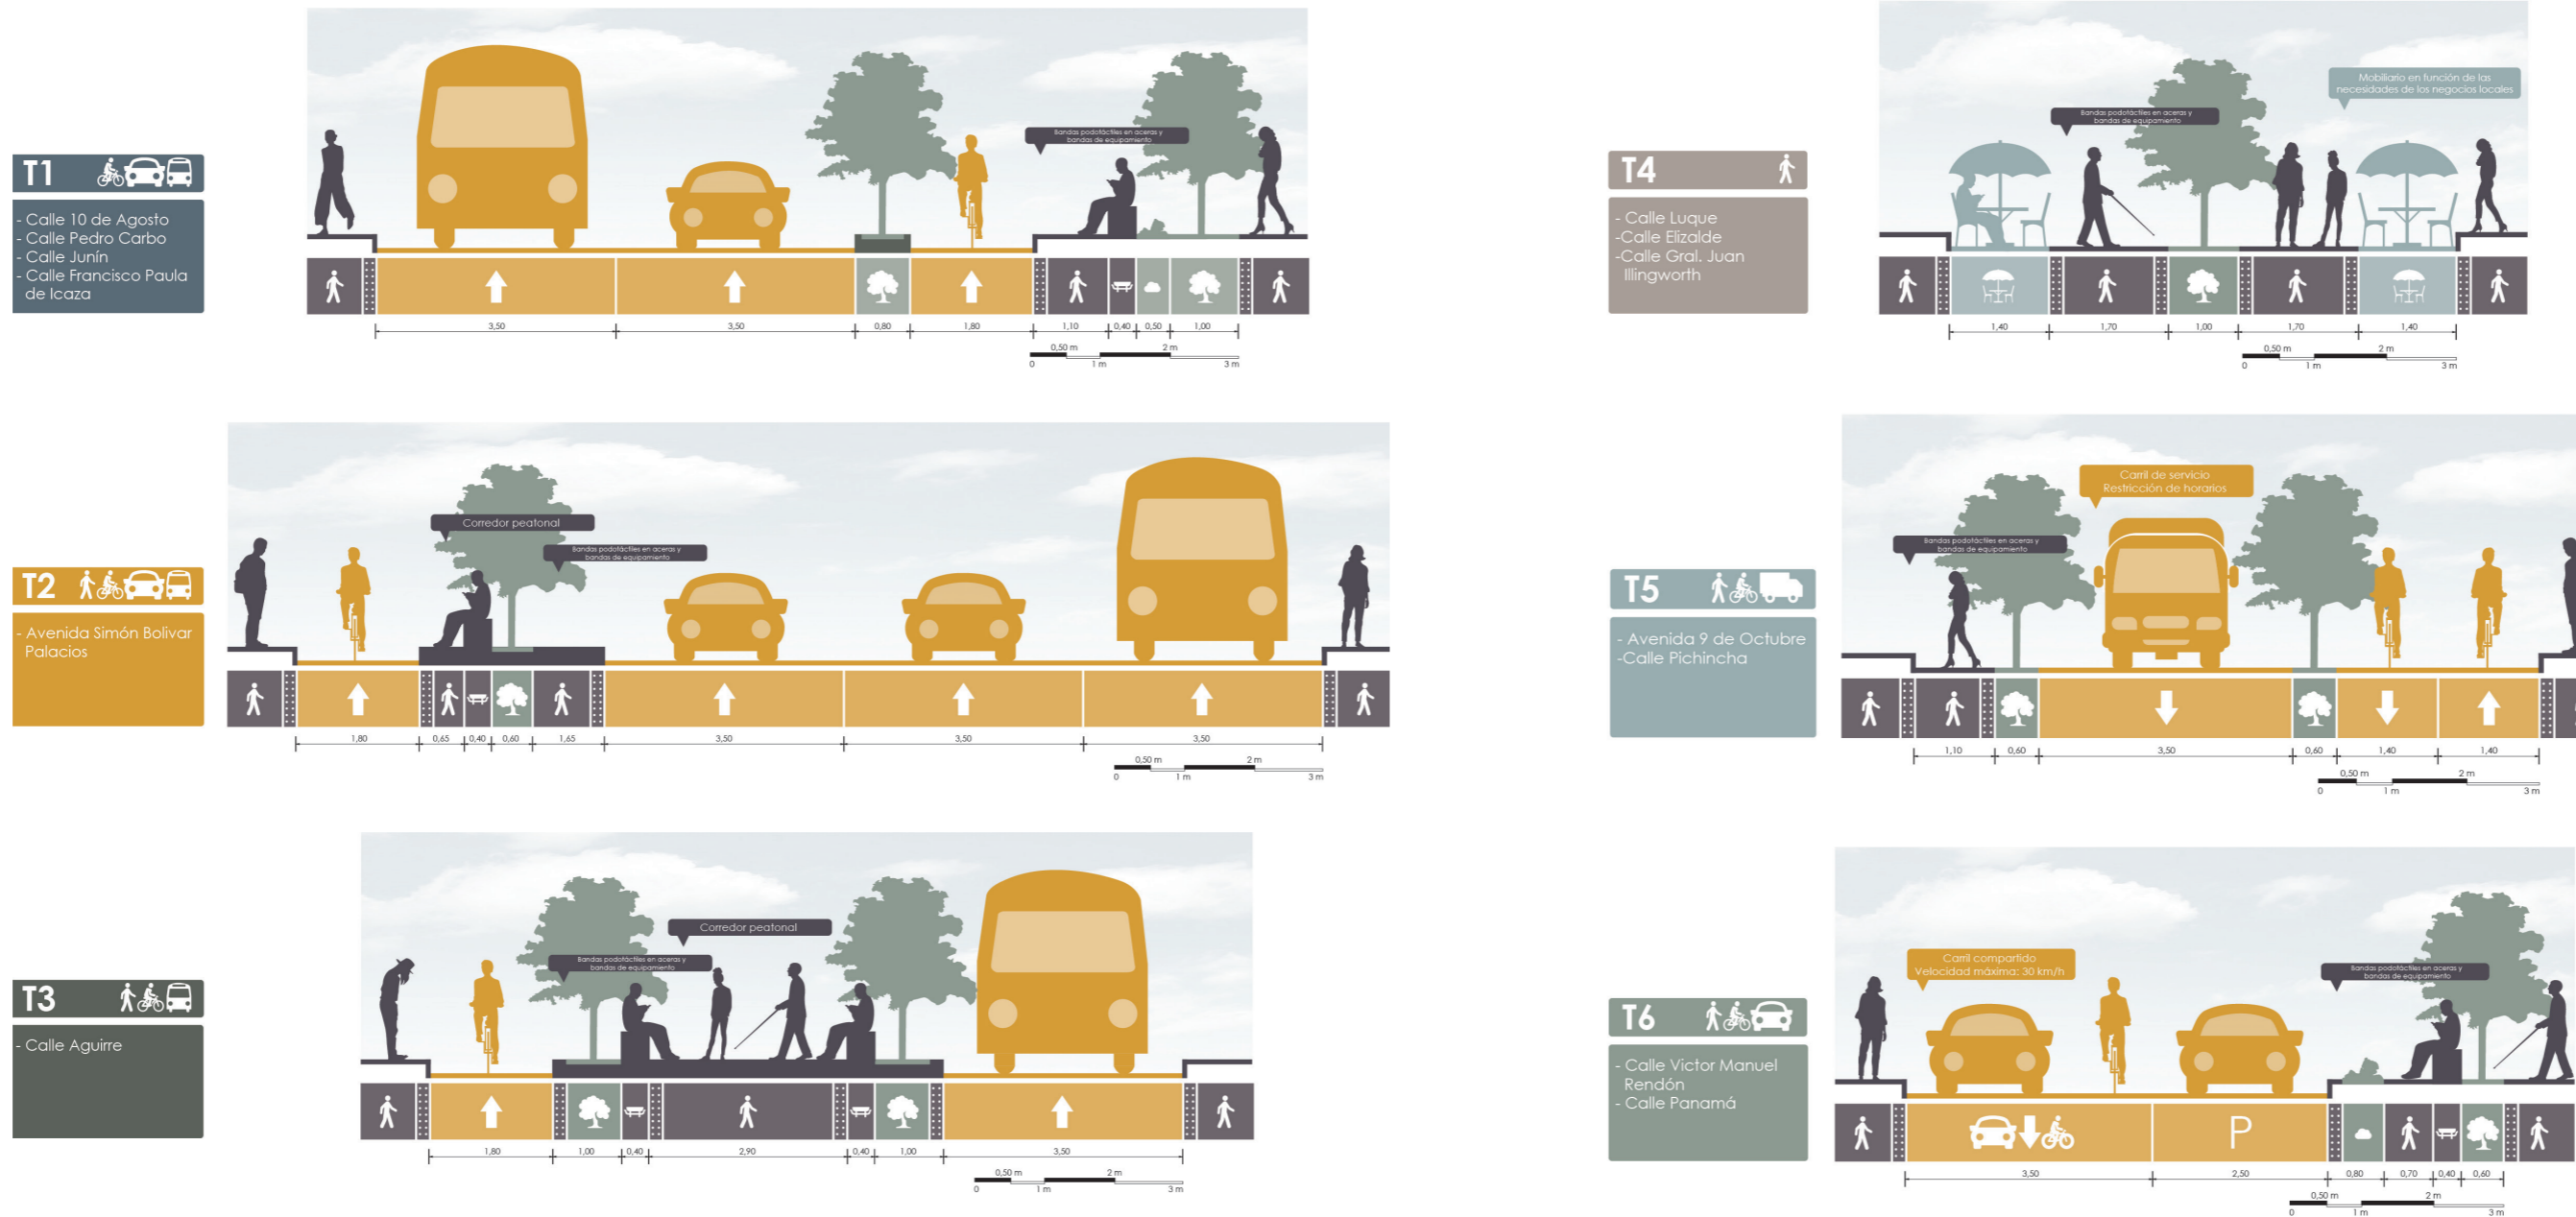 T1
- Calle 10 de Agosto
- Calle Pedro Carbo
- Calle Junín
- Calle Francisco Paula
de Icaza
Bandas podotáctiles en aceras y
bandas de equipamiento
3,50 3,50 0,80 1,80 1,10 0,40 0,50 1,00
0,50 m 2 m
0 1 m 3 m
T2
- Avenida Simón Bolivar
Palacios
Corredor peatonal
Bandas podotáctiles en aceras y
bandas de equipamiento
1,80 0,65 0,40 0,60 1,65 3,50 3,50 3,50
0,50 m 2 m
0 1 m 3 m
T3
- Calle Aguirre
Corredor peatonal
Bandas podotáctiles en aceras y
bandas de equipamiento
1,80 1,00 0,40 2,90 0,40 1,00 3,50
0,50 m 2 m
0 1 m 3 m
T4
- Calle Luque
-Calle Elizalde
-Calle Gral. Juan
Illingworth
Mobiliario en función de las
necesidades de los negocios locales
Bandas podotáctiles en aceras y
bandas de equipamiento
1,40 1,70 1,00 1,70 1,40
0,50 m 2 m
0 1 m 3 m
T5
- Avenida 9 de Octubre
-Calle Pichincha
Carril de servicio
Restricción de horarios
Bandas podotáctiles en aceras y
bandas de equipamiento
1,10 0,60 3,50 0,60 1,40 1,40
0,50 m 2 m
0 1 m 3 m
T6
- Calle Victor Manuel
Rendón
- Calle Panamá
Carril compartido
Velocidad máxima: 30 km/h
Bandas podotáctiles en aceras y
bandas de equipamiento
P
3,50 2,50 0,80 0,70 0,40 0,60
0,50 m 2 m
0 1 m 3 m